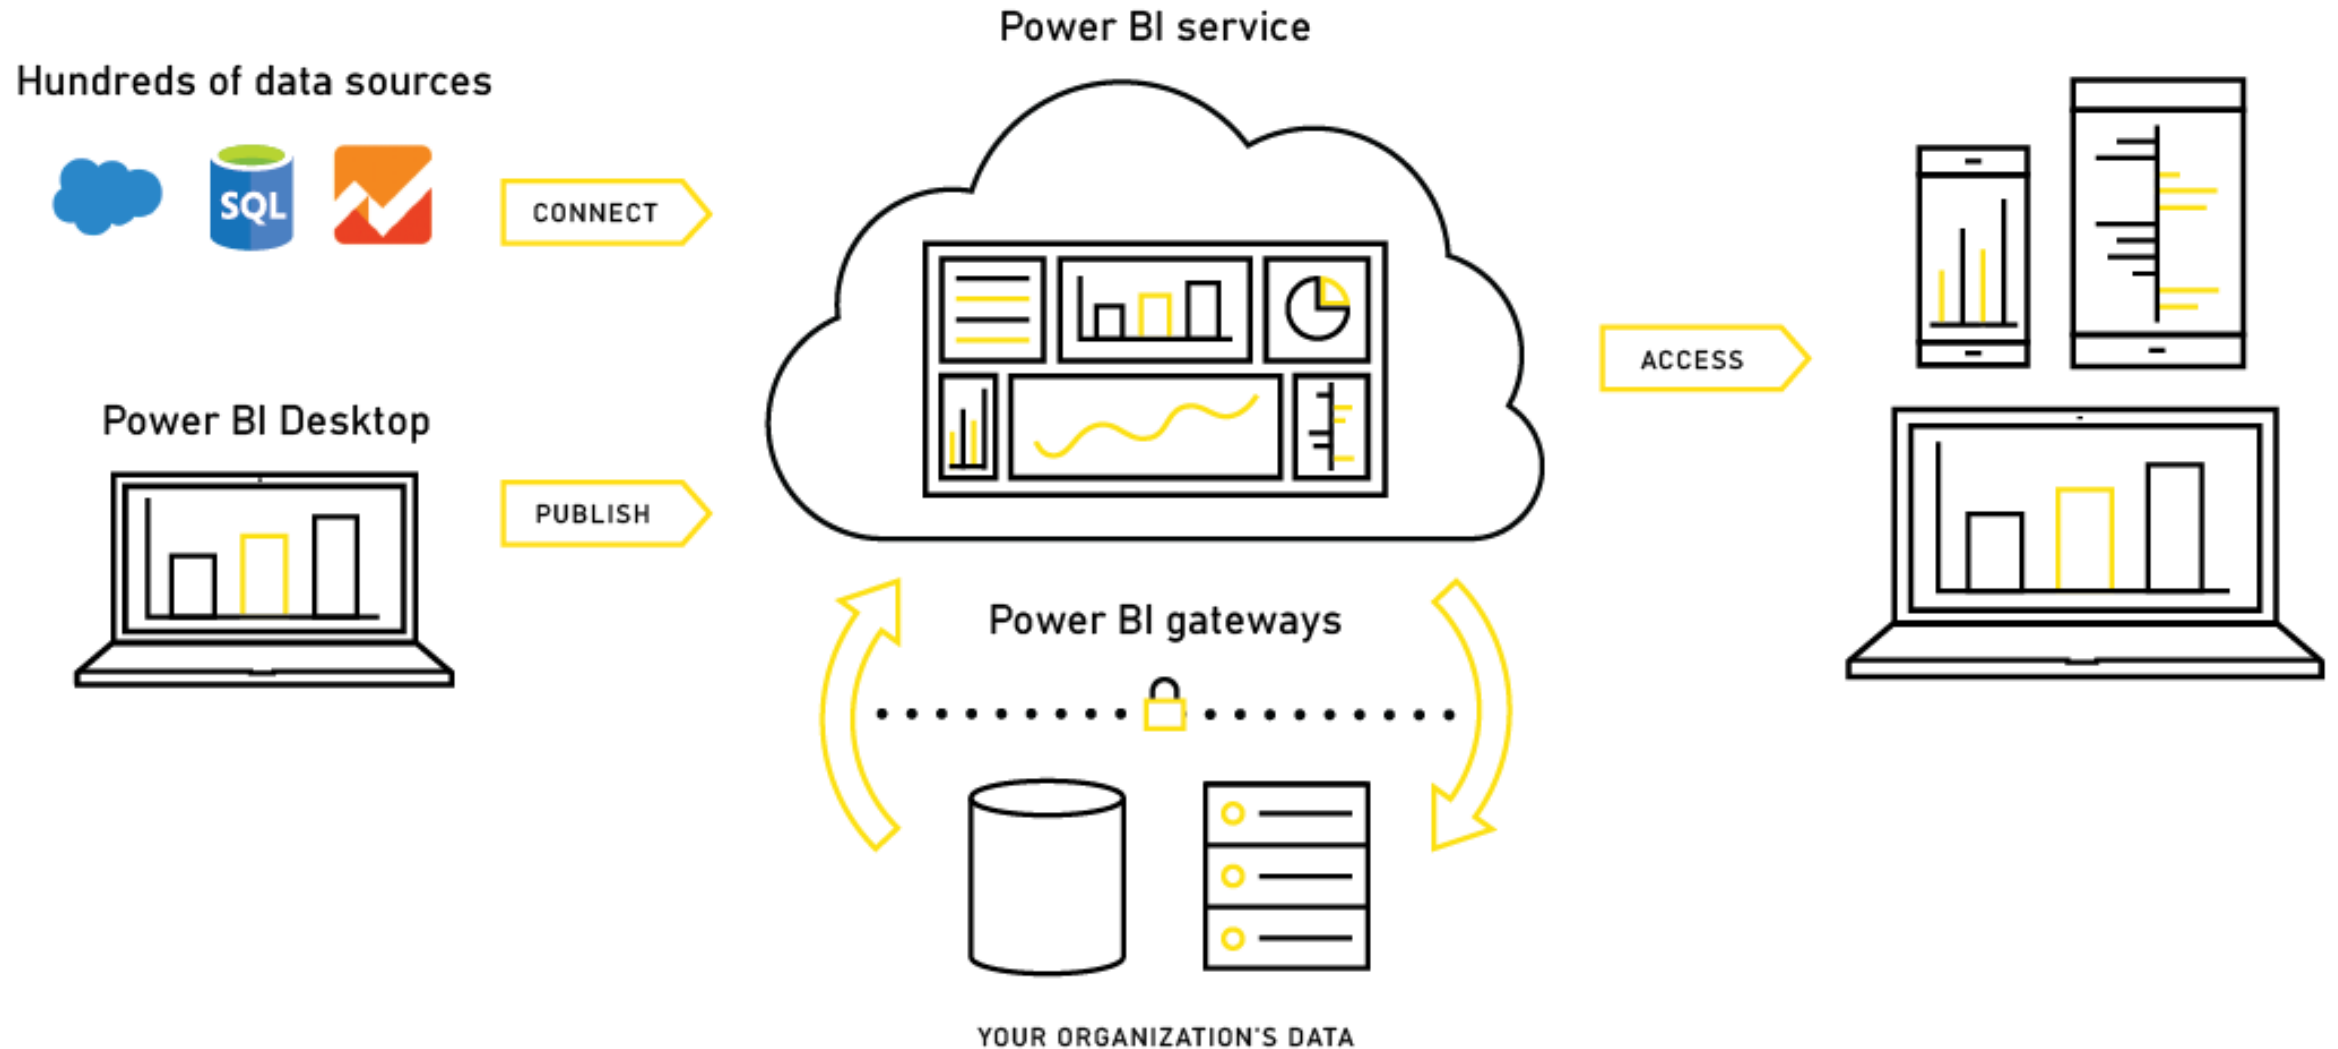 Power BI service
Hundreds of data sources
SQL
CONNECT
ACCESS
Power BI Desktop
PUBLISH
Power BI gateways
YOUR ORGANIZATION'S DATA